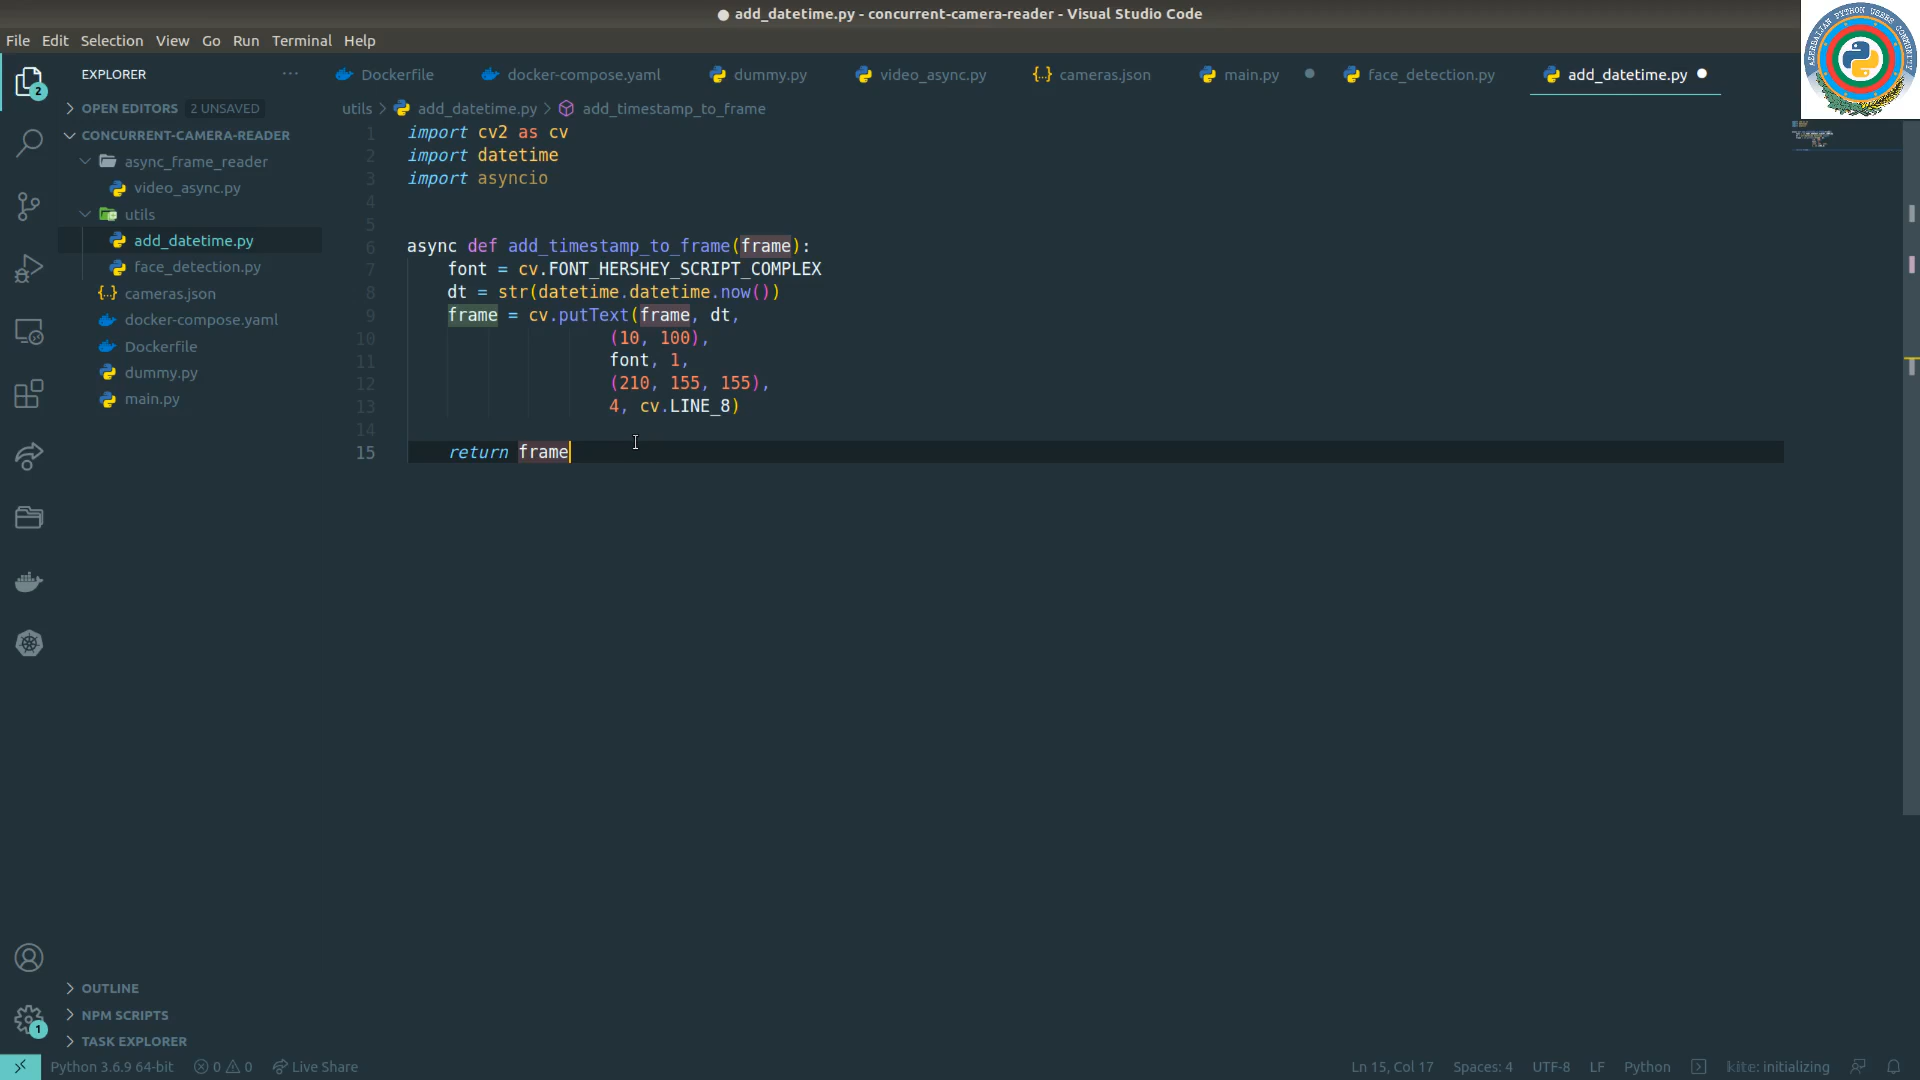 add_datetime.py - concurrent-camera-reader - Visual Studio Code
File Edit Selection View Go Run Terminal Help
AZERBAIJAN PYTHON USERS COMMUNITY
EXPLORER ···
Dockerfile docker-compose.yaml dummy.py video_async.py {..} cameras.json main.py face_detection.py add_datetime.py
OPEN EDITORS 2 UNSAVED
utils > add_datetime.py > add_timestamp_to_frame
CONCURRENT-CAMERA-READER
async_frame_reader
video_async.py
utils
add_datetime.py
face_detection.py
{..} cameras.json
docker-compose.yaml
Dockerfile
dummy.py
main.py
2
1 import cv2 as cv
2 import datetime
3 import asyncio
4
5
6 async def add_timestamp_to_frame(frame):
7 font = cv.FONT_HERSHEY_SCRIPT_COMPLEX
8 dt = str(datetime.datetime.now())
9 frame = cv.putText(frame, dt,
10 (10, 100),
11 font, 1,
12 (210, 155, 155),
13 4, cv.LINE_8)
14
15 return frame
OUTLINE
NPM SCRIPTS
TASK EXPLORER
1
Python 3.6.9 64-bit 0 0 Live Share Ln 15, Col 17 Spaces: 4 UTF-8 LF Python kite: initializing